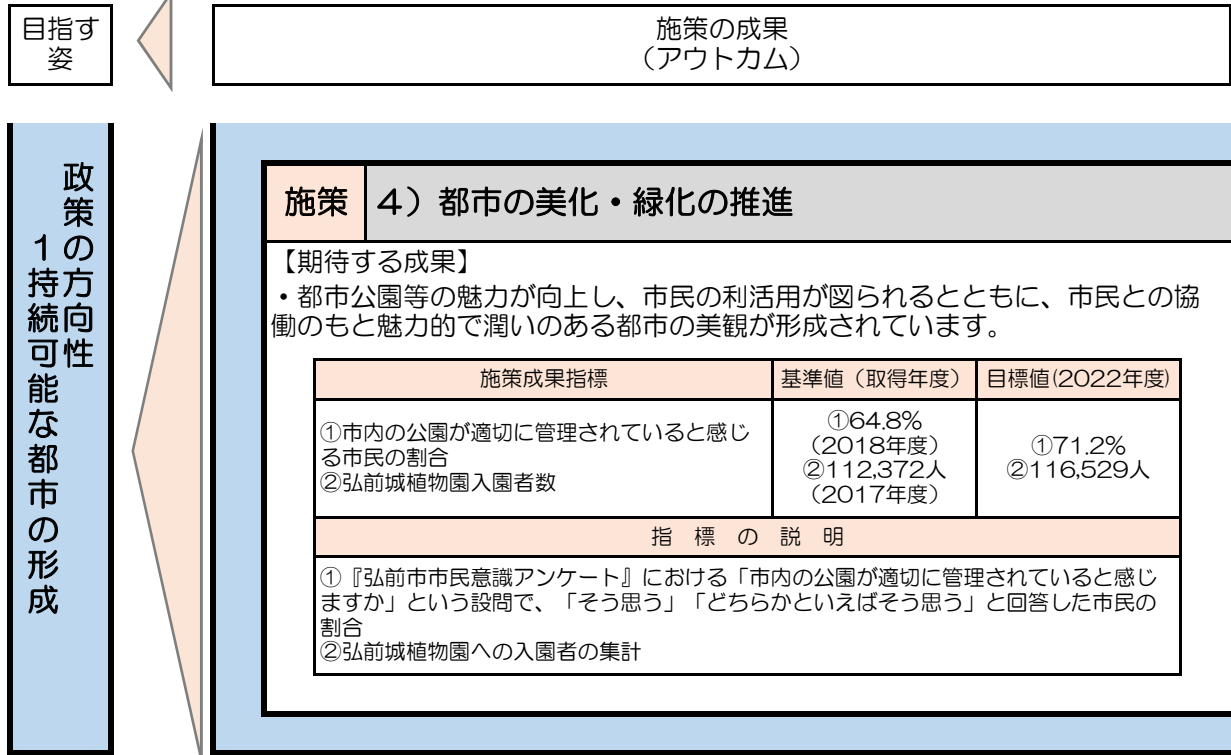 目指す
姿
施策の成果
（アウトカム）
政策の方向性
１持続可能な都市の形成
施策
４）都市の美化・緑化の推進
【期待する成果】
・都市公園等の魅力が向上し、市民の利活用が図られるとともに、市民との協
働のもと魅力的で潤いのある都市の美観が形成されています。
施策成果指標
基準値（取得年度）
目標値(2022年度)
①市内の公園が適切に管理されていると感じ
る市民の割合
②弘前城植物園入園者数
①64.8%
（2018年度）
②112,372人
（2017年度）
①71.2%
②116,529人
指　標　の　説　明
①『弘前市市民意識アンケート』における「市内の公園が適切に管理されていると感じ
ますか」という設問で、「そう思う」「どちらかといえばそう思う」と回答した市民の
割合
②弘前城植物園への入園者の集計